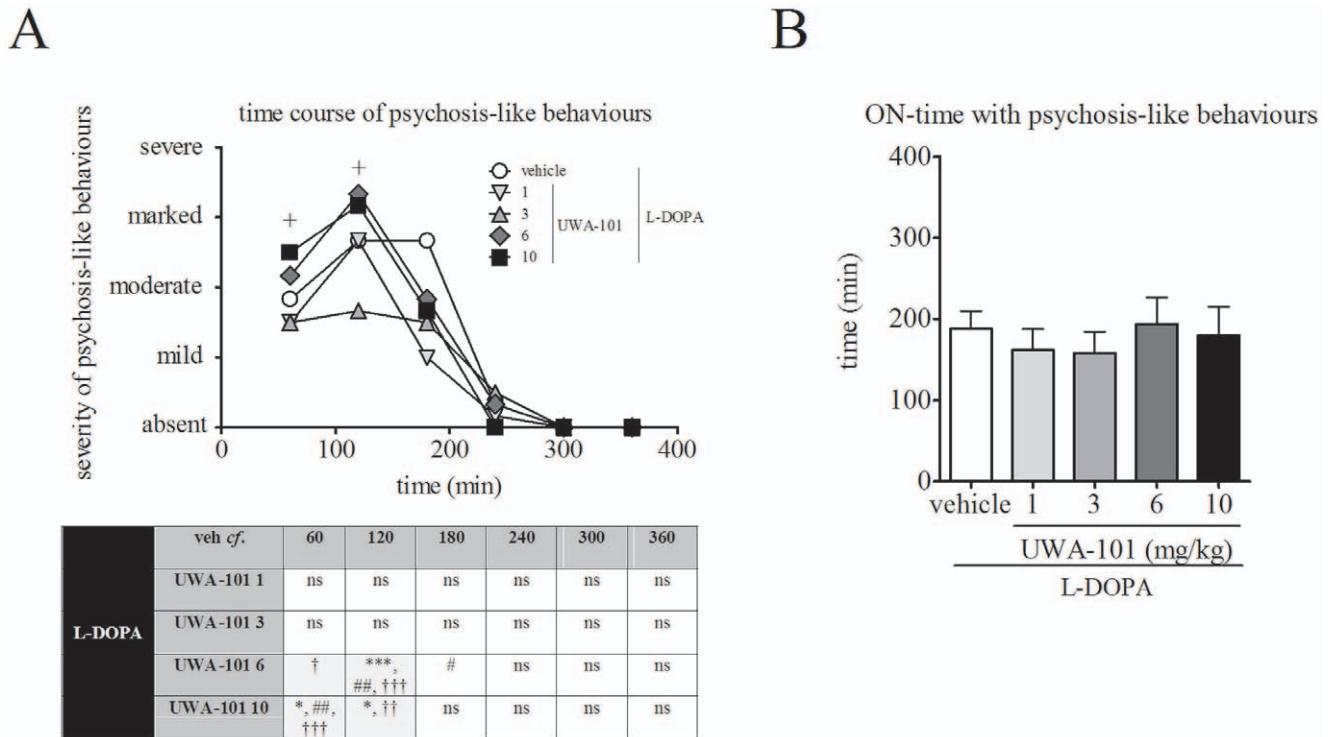 A
time course of psychosis-like behaviours
severity of psychosis-like behaviours
severe
marked
moderate
mild
absent
+
+
vehicle
1
3
6
10
UWA-101
L-DOPA
0 100 200 300 400
time (min)
veh cf. 60 120 180 240 300 360
L-DOPA
UWA-101 1 ns ns ns ns ns ns
UWA-101 3 ns ns ns ns ns ns
UWA-101 6 † ***, # ns ns ns
##, †††
UWA-101 10 *, ##, *, †† ns ns ns ns
†††
B
ON-time with psychosis-like behaviours
time (min)
400
300
200
100
0
vehicle 1 3 6 10
UWA-101 (mg/kg)
L-DOPA